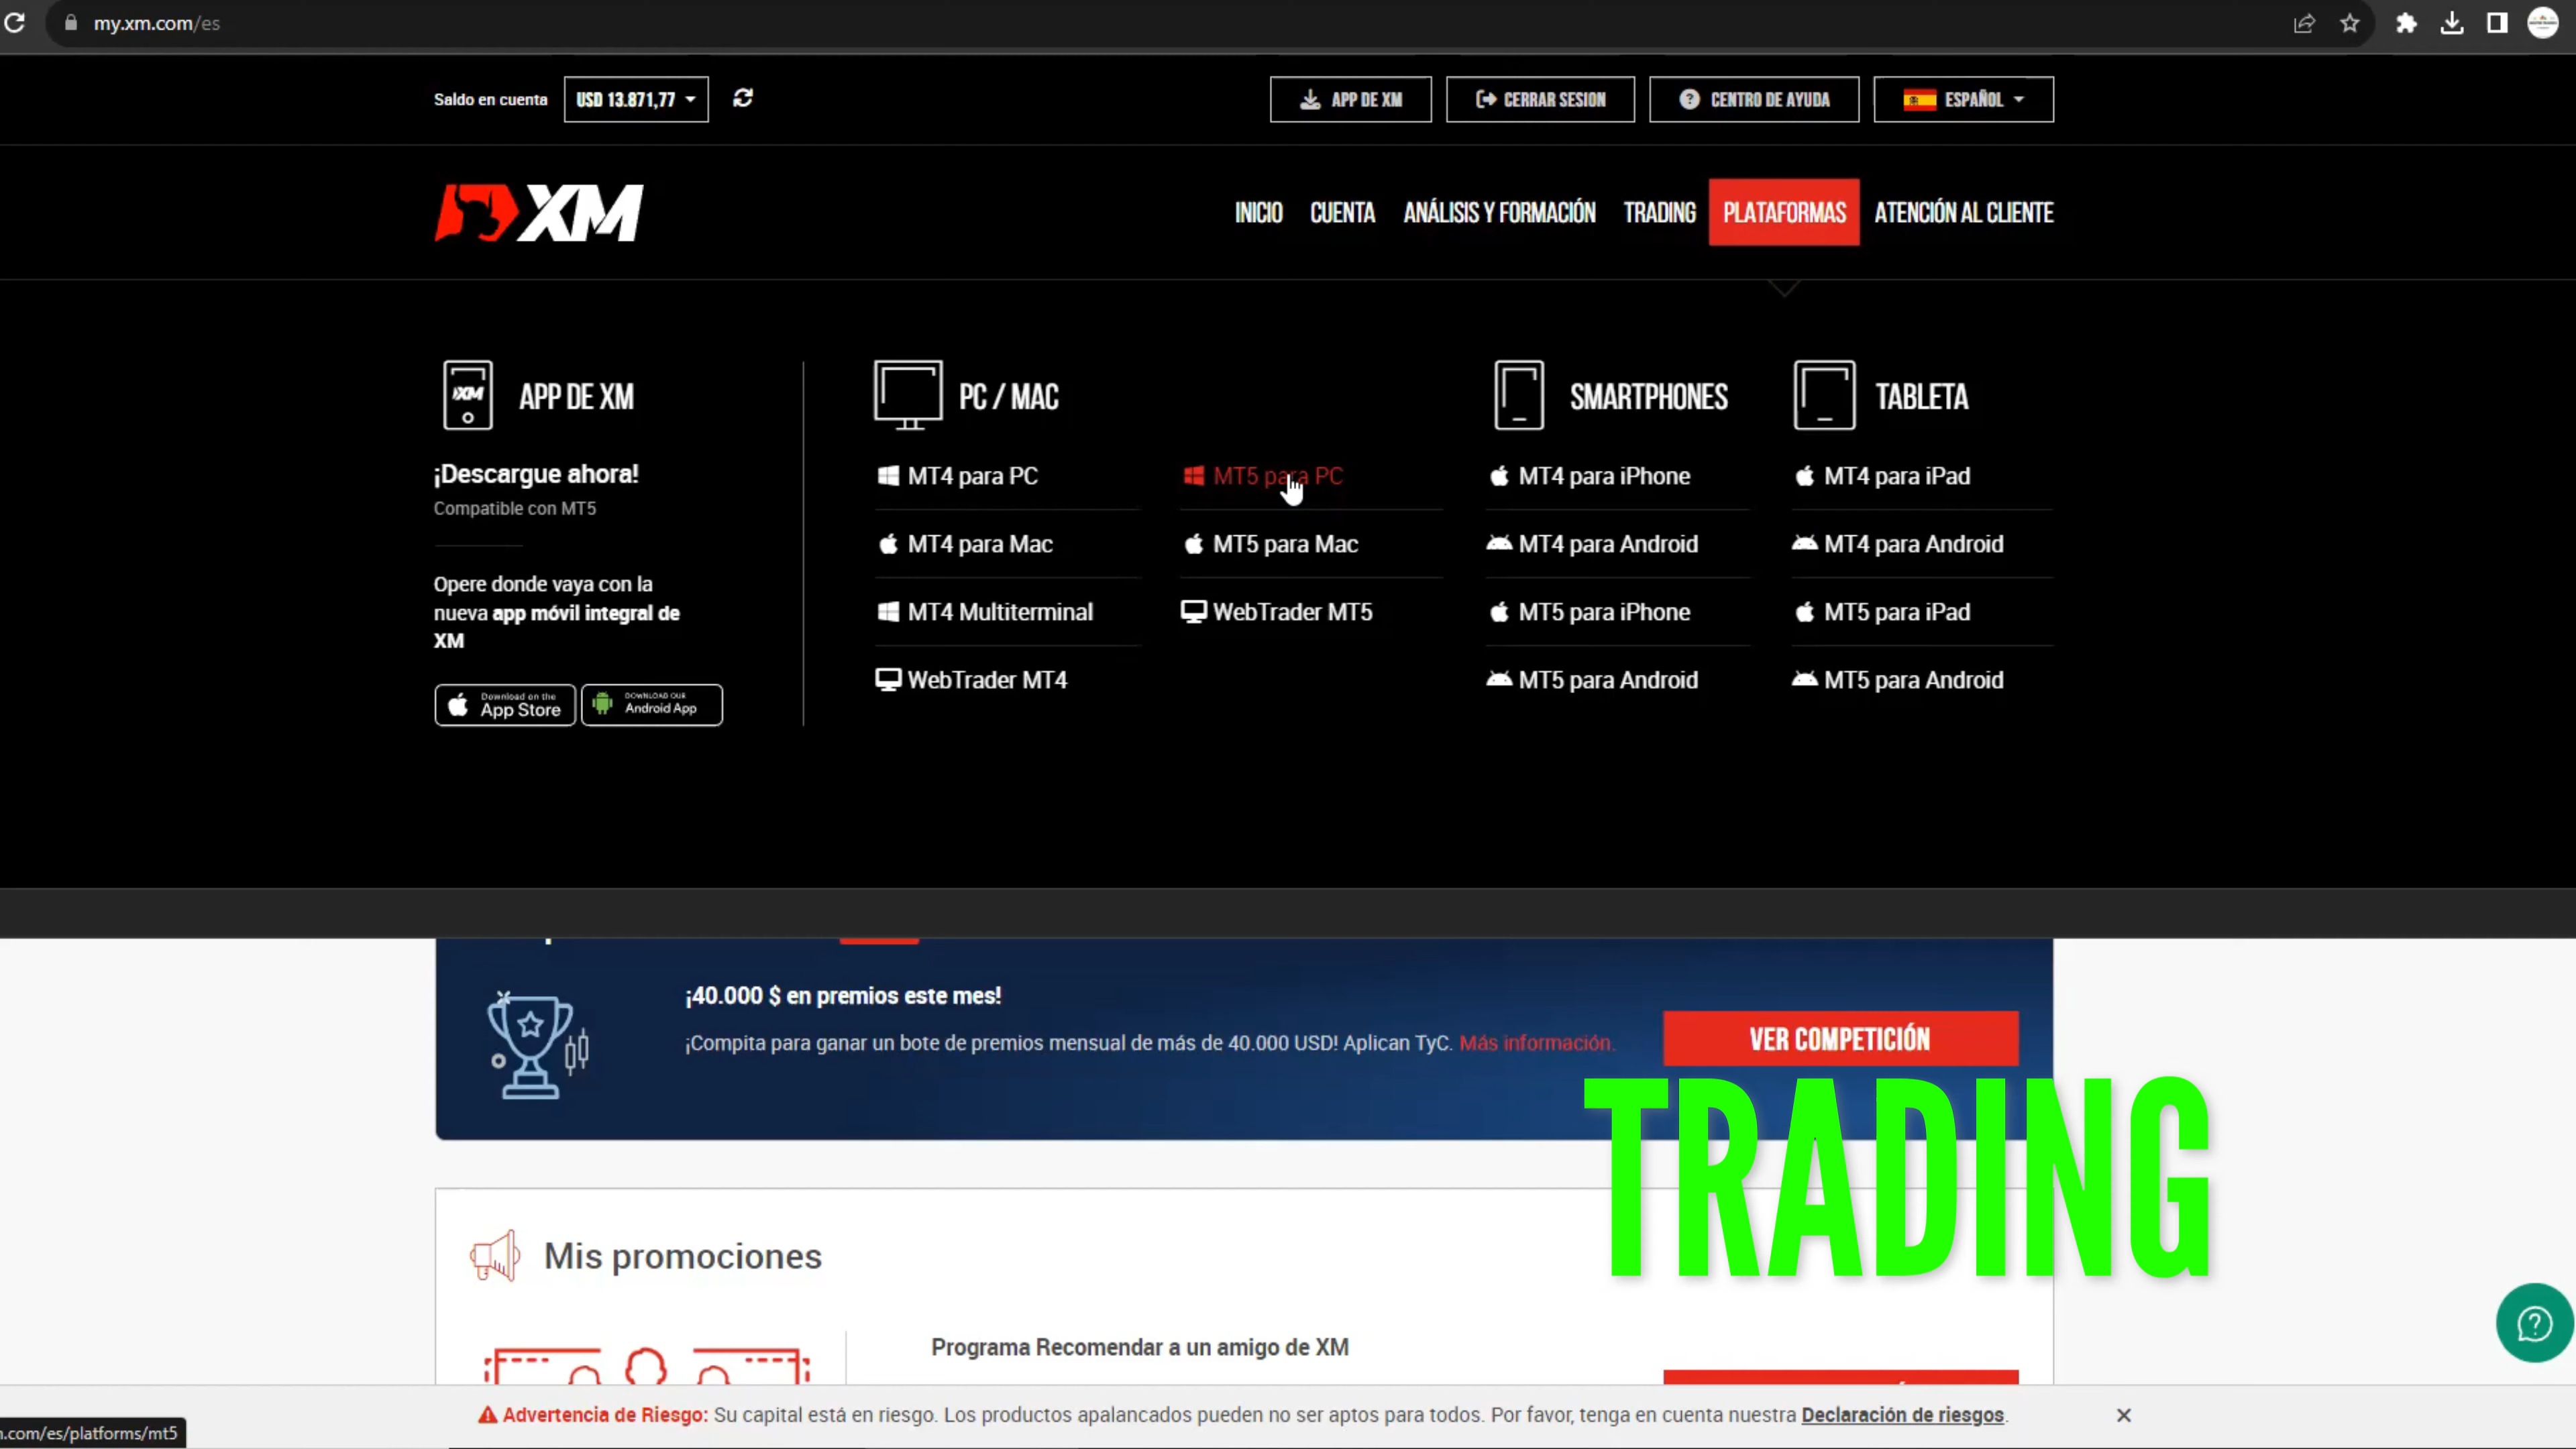 my.xm.com/es
Saldo en cuenta USD 13.871,77
APP DE XM
CERRAR SESION
CENTRO DE AYUDA
ESPAÑOL
XM
INICIO CUENTA ANÁLISIS Y FORMACIÓN TRADING PLATAFORMAS ATENCIÓN AL CLIENTE
XM
APP DE XM
¡Descargue ahora!
Compatible con MT5
Opere donde vaya con la
nueva app móvil integral de
XM
Download on the
App Store
DOWNLOAD OUR
Android App
PC / MAC
MT4 para PC
MT4 para Mac
MT4 Multiterminal
WebTrader MT4
MT5 para PC
MT5 para Mac
WebTrader MT5
SMARTPHONES
MT4 para iPhone
MT4 para Android
MT5 para iPhone
MT5 para Android
TABLETA
MT4 para iPad
MT4 para Android
MT5 para iPad
MT5 para Android
¡40.000 $ en premios este mes!
¡Compita para ganar un bote de premios mensual de más de 40.000 USD! Aplican TyC. Más información.
VER COMPETICIÓN
TRADING
Mis promociones
Programa Recomendar a un amigo de XM
Advertencia de Riesgo: Su capital está en riesgo. Los productos apalancados pueden no ser aptos para todos. Por favor, tenga en cuenta nuestra Declaración de riesgos.
.com/es/platforms/mt5